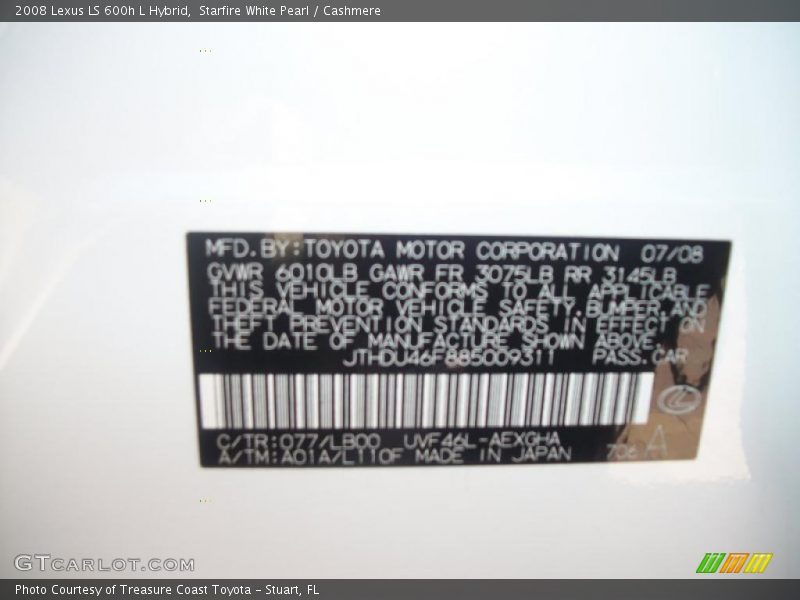 2008 Lexus LS 600h L Hybrid,  Starfire White Pearl / Cashmere
MFD.BY:TOYOTA MOTOR CORPORATION 07/08
GVWR 6010LB GAWR FR 3075LB RR 3145LB
THIS VEHICLE CONFORMS TO ALL APPLICABLE
FEDERAL MOTOR VEHICLE SAFETY,BUMPER,AND
THEFT PREVENTION STANDARDS IN EFFECT ON
THE DATE OF MANUFACTURE SHOWN ABOVE.
JTHDU46F885009311 PASS.CAR
C/TR:077/LB00 UVF46L-AEXGHA
A/TM:A01A/L110F MADE IN JAPAN 706 A
GTCARLOT.COM
Photo Courtesy of Treasure Coast Toyota - Stuart, FL